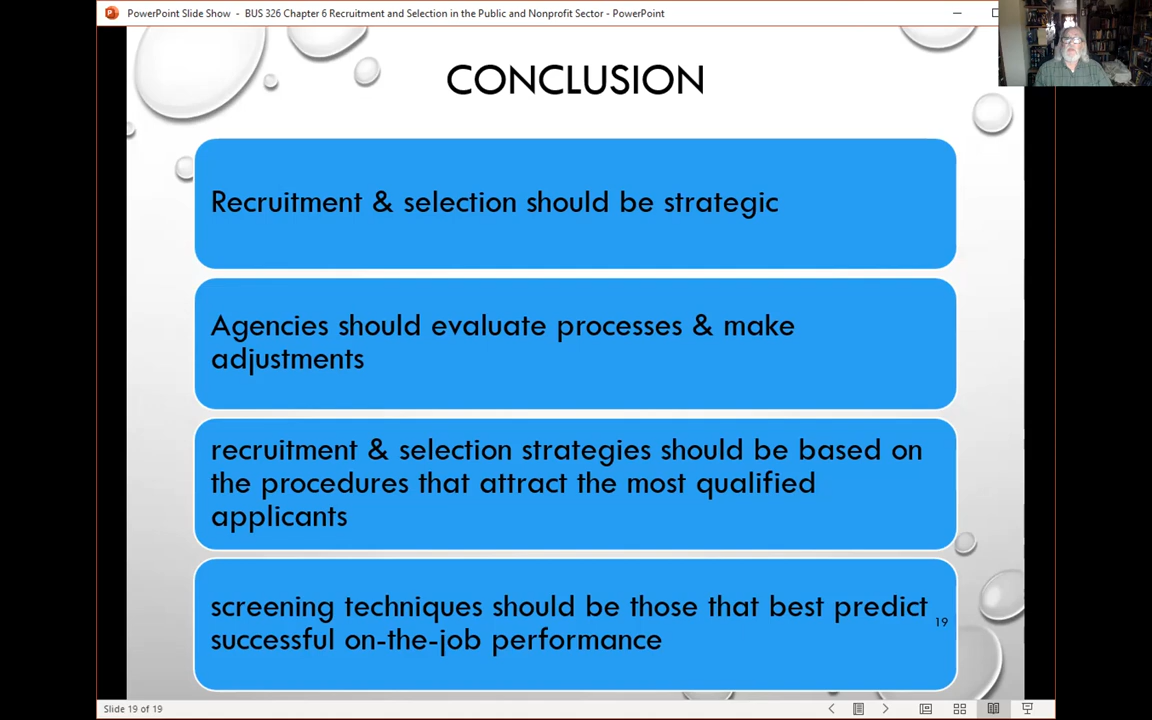 PowerPoint Slide Show - BUS 326 Chapter 6 Recruitment and Selection in the Public and Nonprofit Sector - PowerPoint
CONCLUSION
Recruitment & selection should be strategic
Agencies should evaluate processes & make
adjustments
recruitment & selection strategies should be based on
the procedures that attract the most qualified
applicants
screening techniques should be those that best predict
successful on-the-job performance
19
Slide 19 of 19